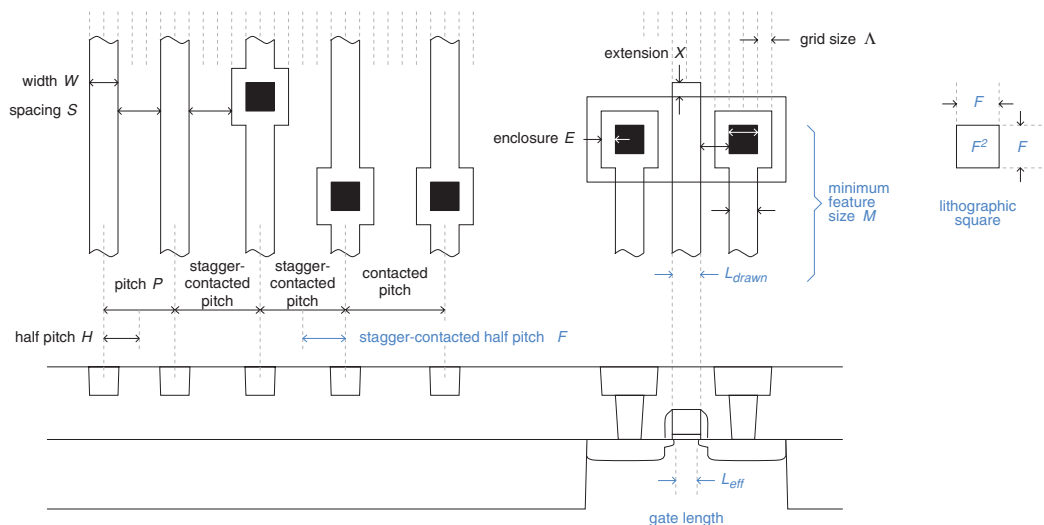 grid size Λ
extension X
width W
spacing S
enclosure E
F
F²
F
minimum
feature
size M
lithographic
square
L_drawn
pitch P
stagger-
contacted
pitch
stagger-
contacted
pitch
contacted
pitch
half pitch H
stagger-contacted half pitch F
L_eff
gate length